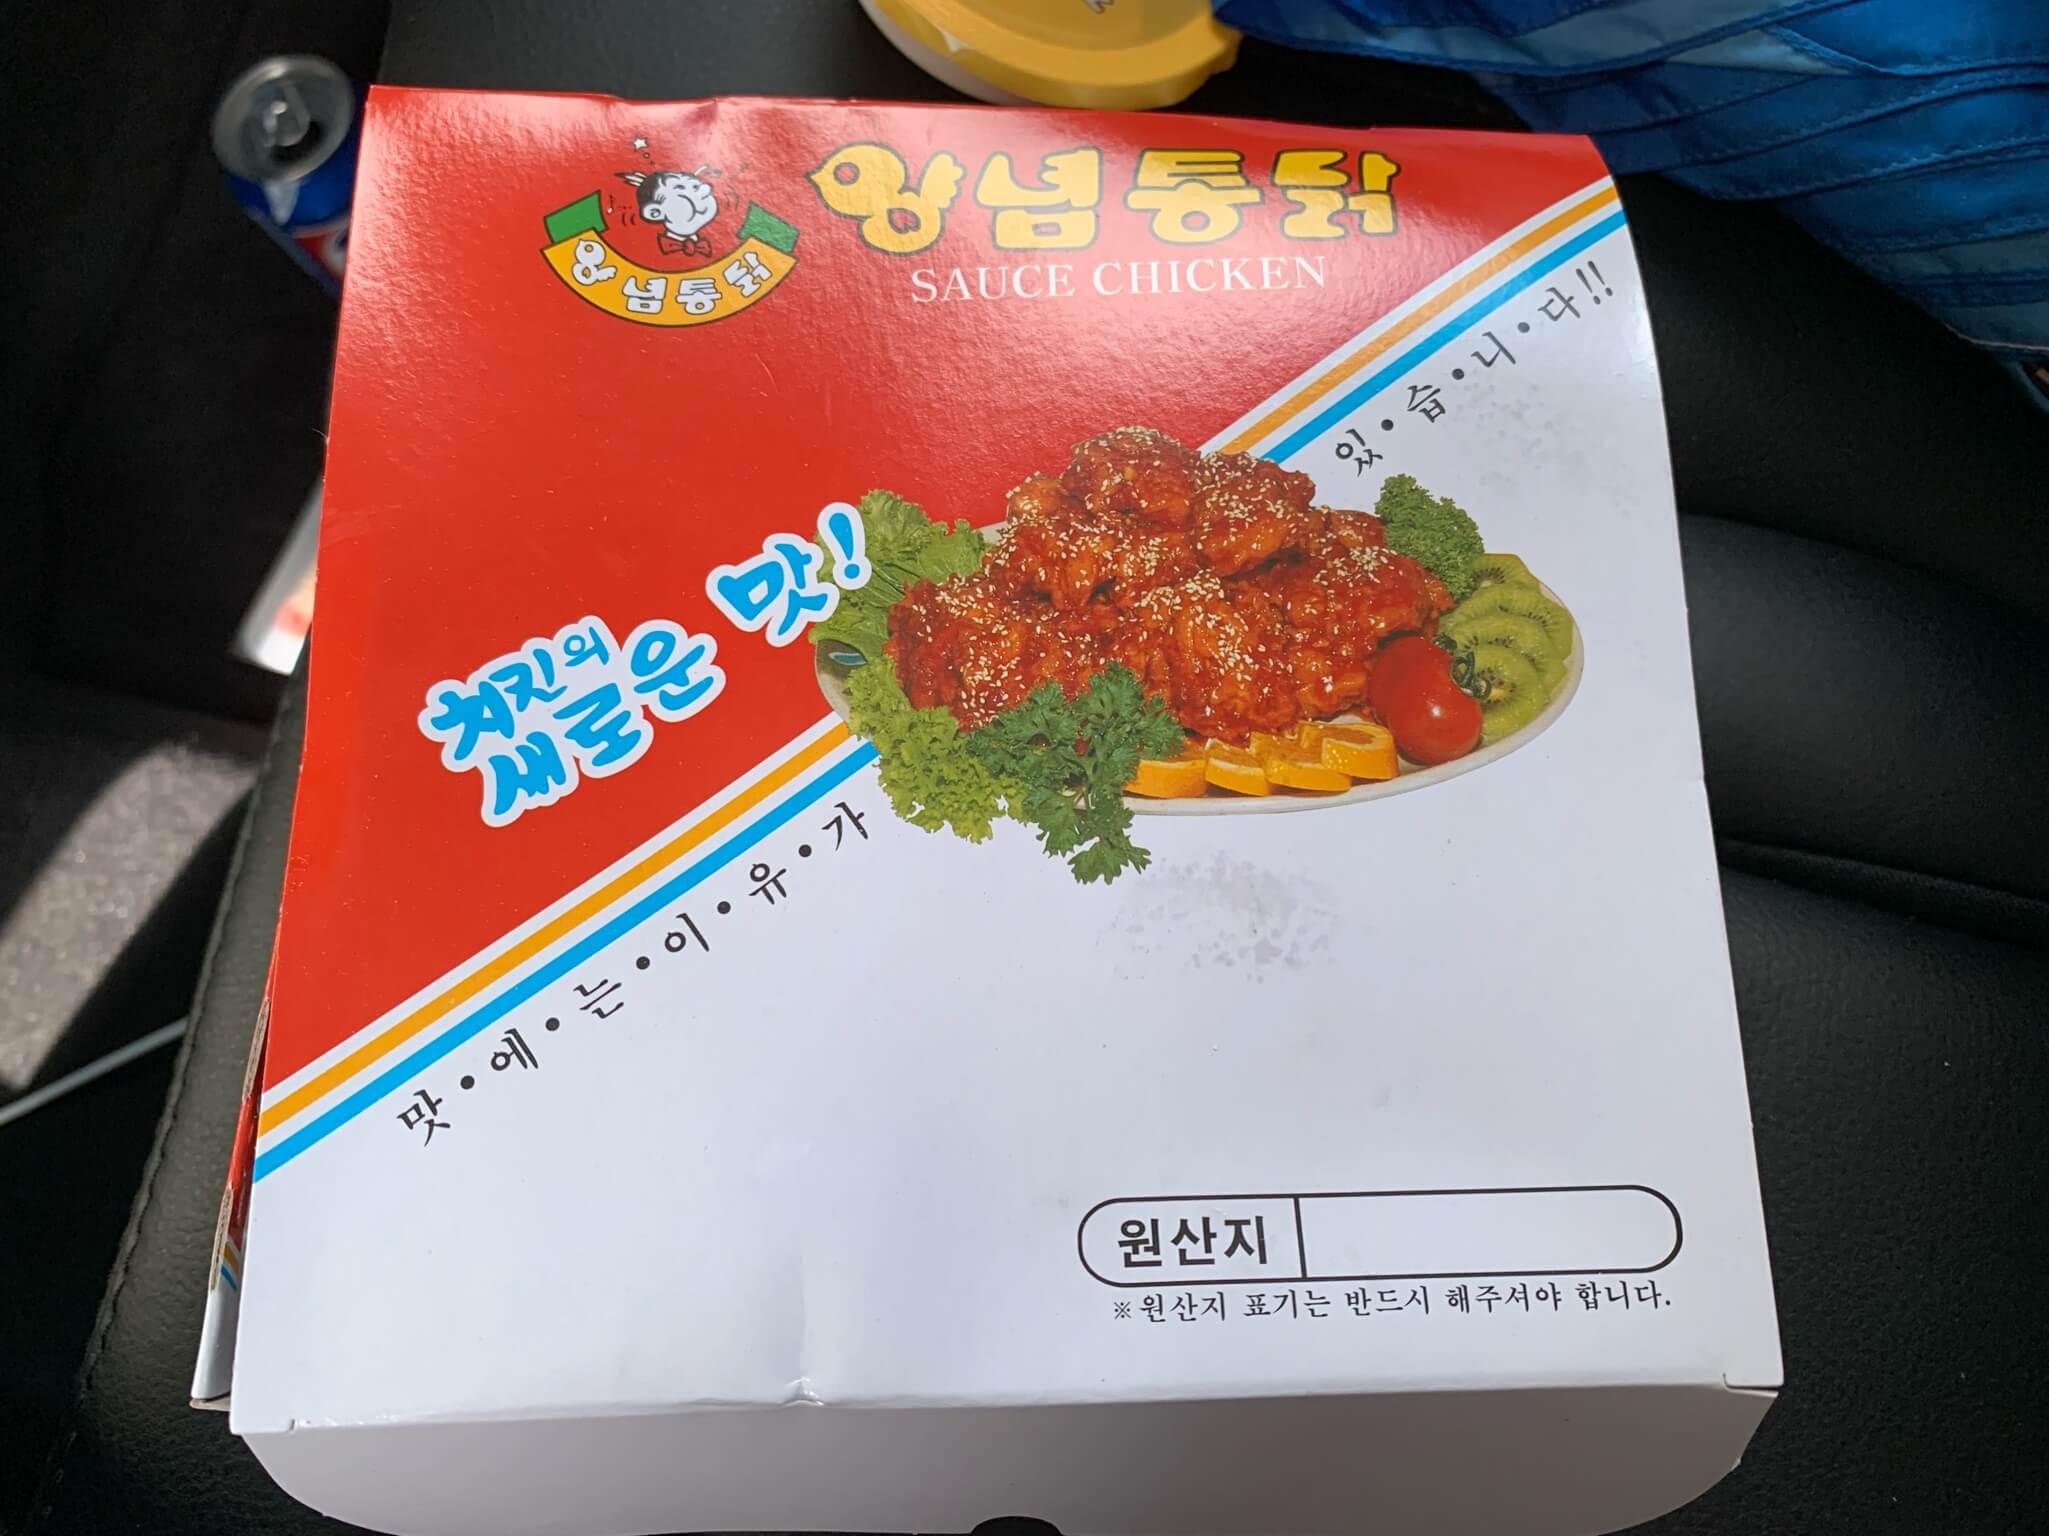 양념통닭
양념통닭
SAUCE CHICKEN
치킨의
새로운 맛!
맛•에•는•이•유•가
있•습•니•다!!
원산지
※원산지 표기는 반드시 해주셔야 합니다.